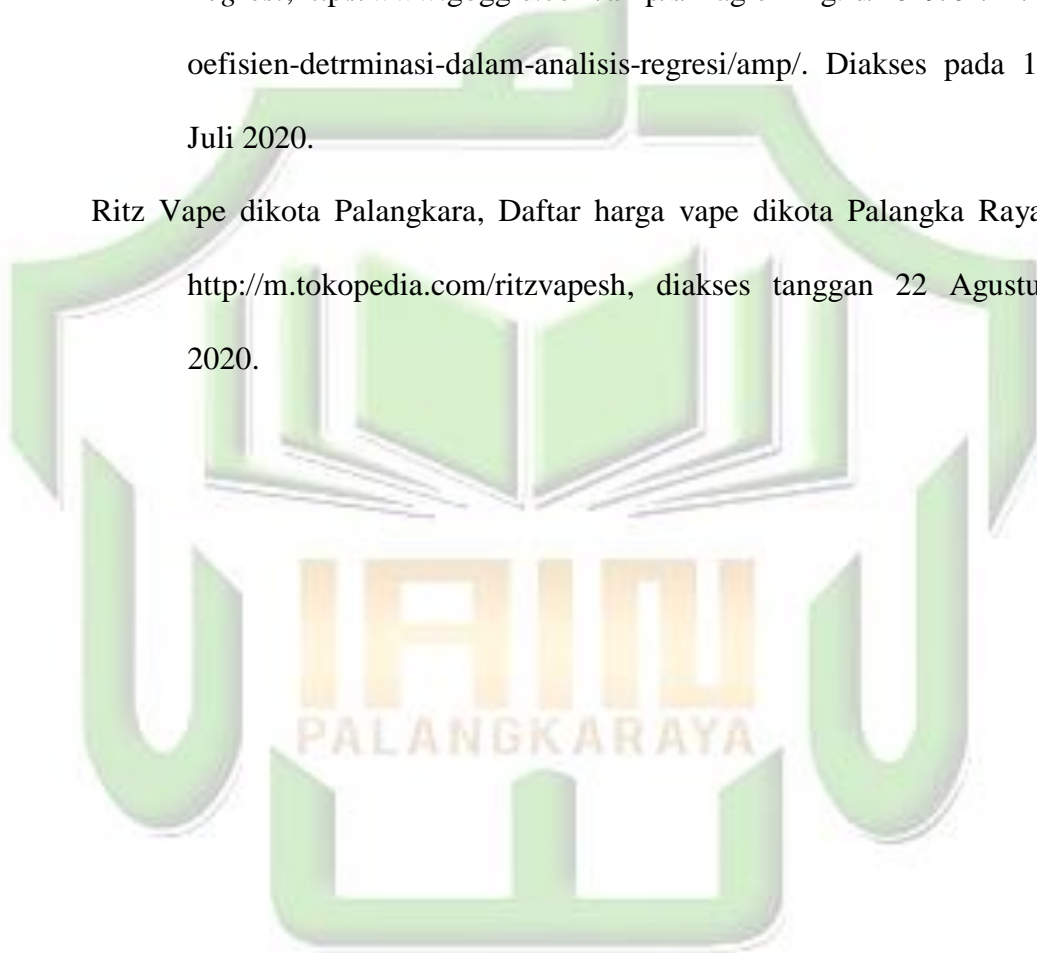 oefisien-detrminasi-dalam-analisis-regresi/amp/. Diakses pada 1
Juli 2020.
Ritz Vape dikota Palangkara, Daftar harga vape dikota Palangka Raya
http://m.tokopedia.com/ritzvapesh, diakses tanggan 22 Agustu
2020.
IAIN
PALANGKARAYA